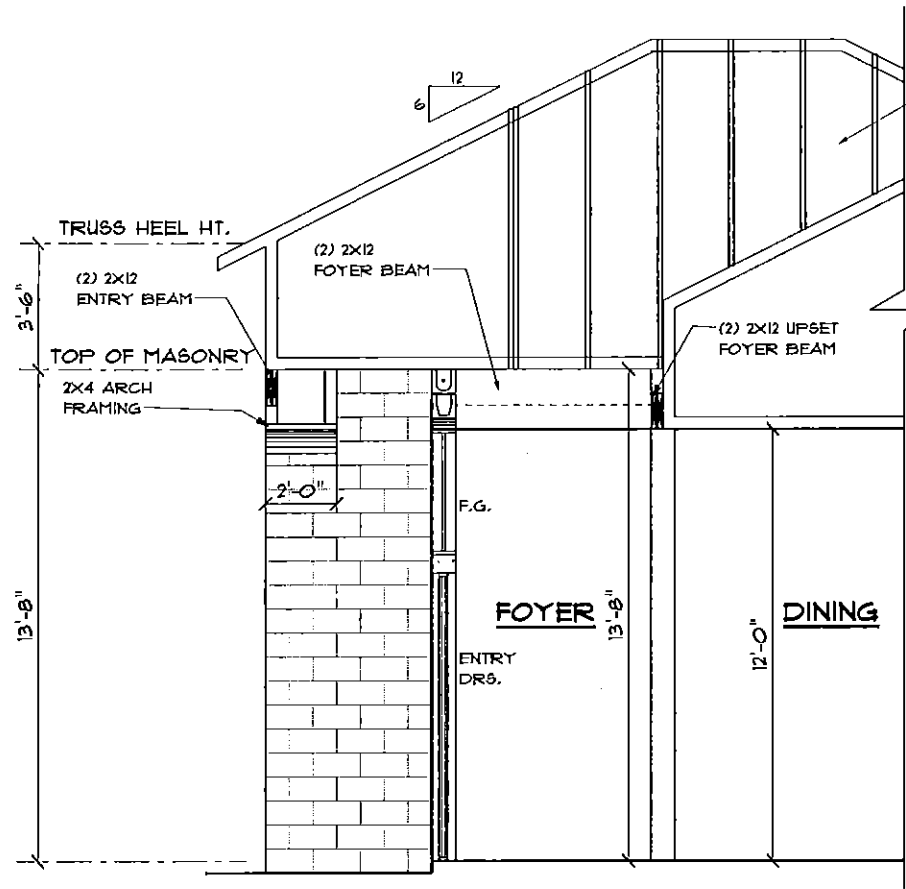 12
6
TRUSS HEEL HT.
(2) 2X12
ENTRY BEAM
(2) 2X12
FOYER BEAM
3'-6"
(2) 2X12 UPSET
FOYER BEAM
TOP OF MASONRY
2X4 ARCH
FRAMING
2'-0"
F.G.
13'-8"
FOYER
13'-8"
12'-0"
DINING
ENTRY
DRS.